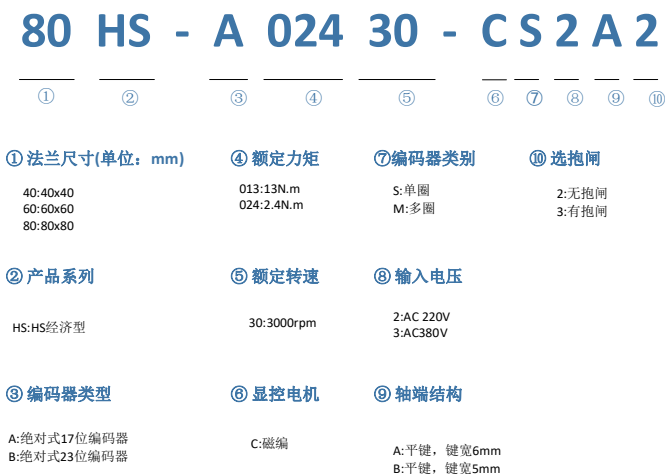 80 HS - A 024 30 - C S 2 A 2
① ② ③ ④ ⑤ ⑥ ⑦ ⑧ ⑨ ⑩
①法兰尺寸(单位：mm)
40:40x40
60:60x60
80:80x80
④ 额定力矩
013:13N.m
024:2.4N.m
⑦编码器类别
S:单圈
M:多圈
⑩ 选抱闸
2:无抱闸
3:有抱闸
② 产品系列
HS:HS经济型
⑤ 额定转速
30:3000rpm
⑧ 输入电压
2:AC 220V
3:AC380V
③ 编码器类型
A:绝对式17位编码器
B:绝对式23位编码器
⑥ 显控电机
C:磁编
⑨ 轴端结构
A:平键，键宽6mm
B:平键，键宽5mm